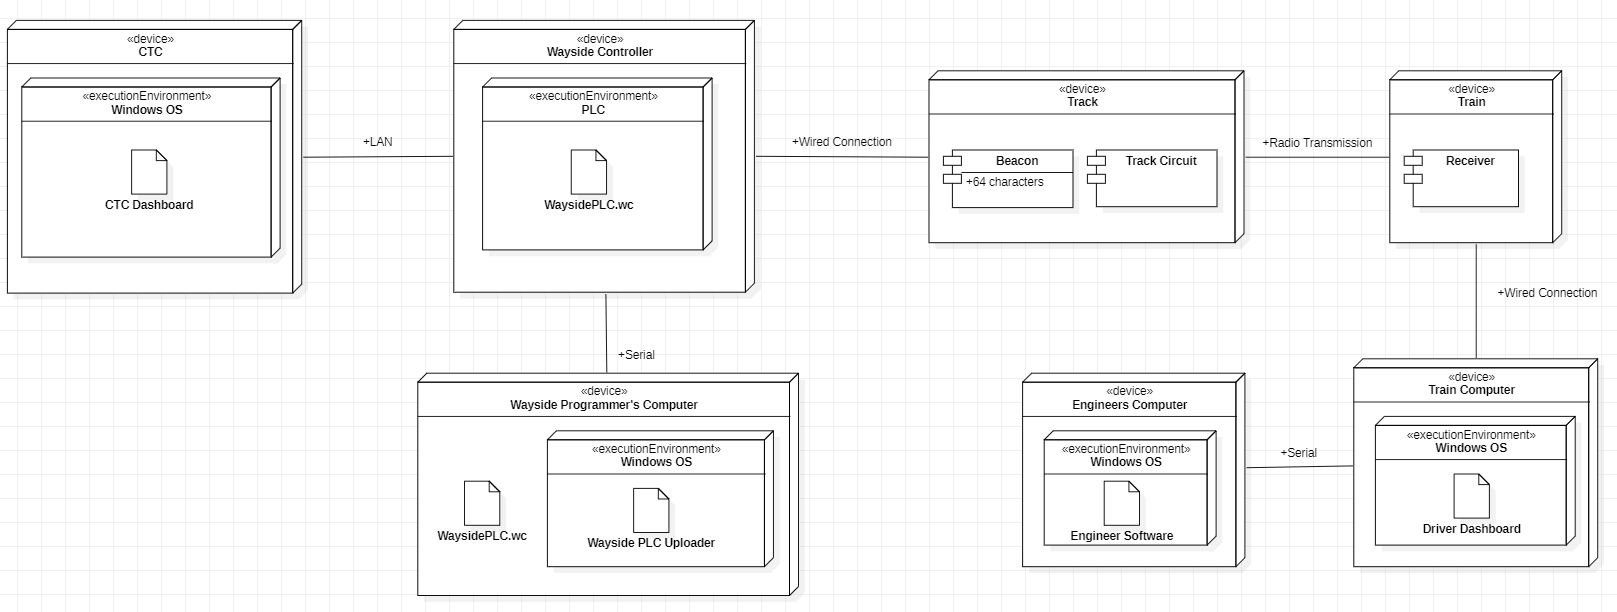 «device»
CTC
«executionEnvironment»
Windows OS
CTC Dashboard
+LAN
«device»
Wayside Controller
«executionEnvironment»
PLC
WaysidePLC.wc
+Wired Connection
«device»
Track
Beacon
+64 characters
Track Circuit
+Radio Transmission
«device»
Train
Receiver
+Wired Connection
+Serial
«device»
Wayside Programmer's Computer
WaysidePLC.wc
«executionEnvironment»
Windows OS
Wayside PLC Uploader
«device»
Engineers Computer
«executionEnvironment»
Windows OS
Engineer Software
+Serial
«device»
Train Computer
«executionEnvironment»
Windows OS
Driver Dashboard